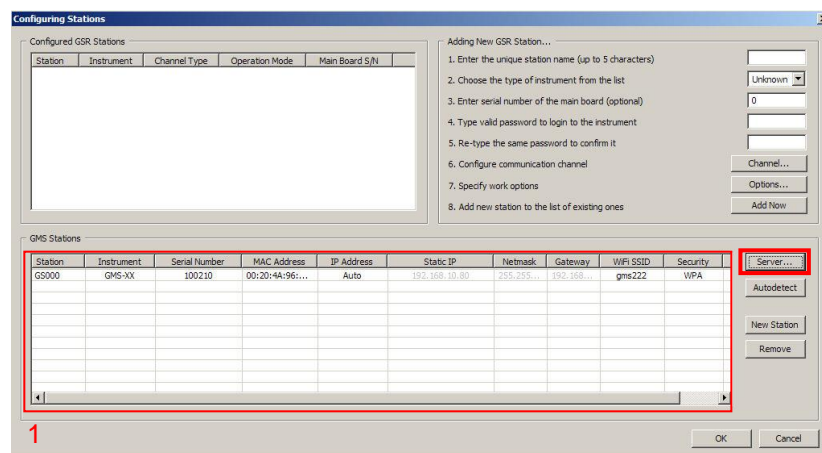 Configuring Stations
Configured GSR Stations
Station Instrument Channel Type Operation Mode Main Board S/N
Adding New GSR Station...
1. Enter the unique station name (up to 5 characters)
2. Choose the type of instrument from the list Unknown
3. Enter serial number of the main board (optional) 0
4. Type valid password to login to the instrument
5. Re-type the same password to confirm it
6. Configure communication channel Channel...
7. Specify work options Options...
8. Add new station to the list of existing ones Add Now
GMS Stations
Station Instrument Serial Number MAC Address IP Address Static IP Netmask Gateway WiFi SSID Security
GS000 GMS-XX 100210 00:20:4A:96:... Auto 192.168.10.80 255.255... 192.168... gms222 WPA
Server...
Autodetect
New Station
Remove
1
OK Cancel